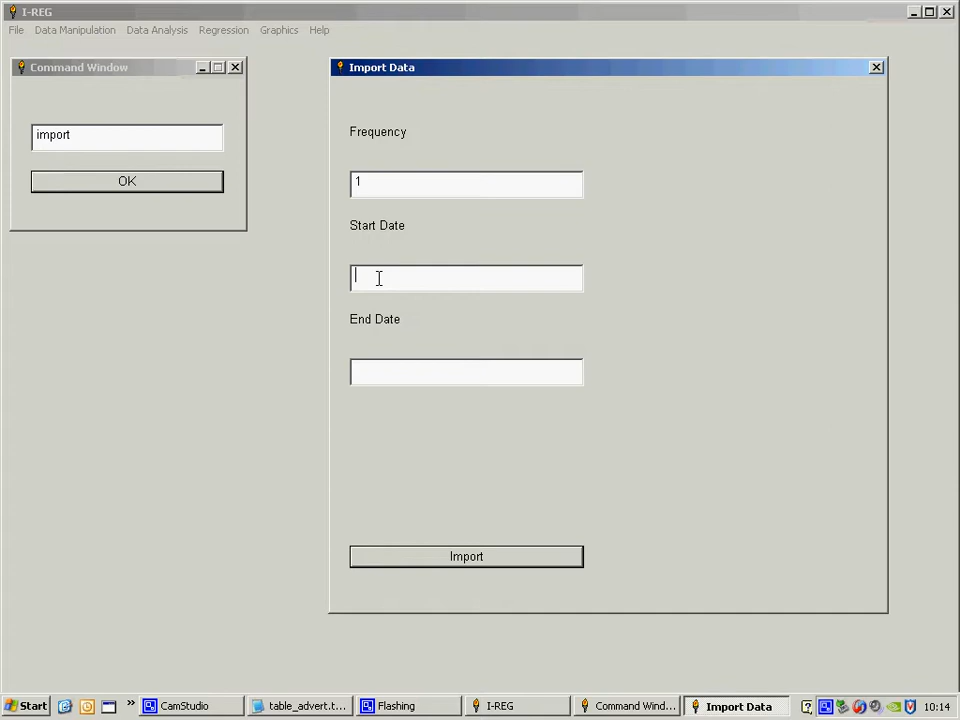 I-REG
File Data Manipulation Data Analysis Regression Graphics Help
Command Window
import
OK
Import Data
Frequency
1
Start Date
End Date
Import
Start » CamStudio table_advert.t... Flashing I-REG Command Wind... Import Data 10:14